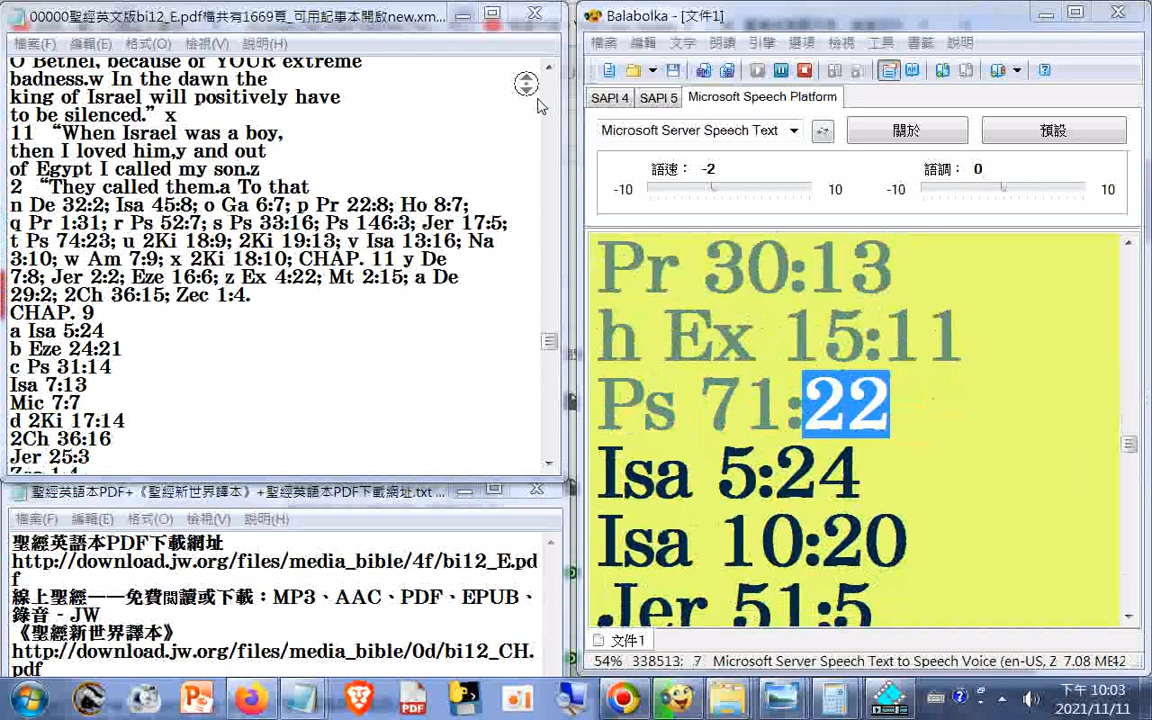 00000聖經英文版bi12_E.pdf檔共有1669頁_可用記事本開啟new.xm...
檔案(F) 編輯(E) 格式(O) 檢視(V) 說明(H)
O Bethel, because of YOUR extreme
badness.w In the dawn the
king of Israel will positively have
to be silenced.” x
11 “When Israel was a boy,
then I loved him,y and out
of Egypt I called my son.z
2 “They called them.a To that
n De 32:2; Isa 45:8; o Ga 6:7; p Pr 22:8; Ho 8:7;
q Pr 1:31; r Ps 52:7; s Ps 33:16; Ps 146:3; Jer 17:5;
t Ps 74:23; u 2Ki 18:9; 2Ki 19:13; v Isa 13:16; Na
3:10; w Am 7:9; x 2Ki 18:10; CHAP. 11 y De
7:8; Jer 2:2; Eze 16:6; z Ex 4:22; Mt 2:15; a De
29:2; 2Ch 36:15; Zec 1:4.
CHAP. 9
a Isa 5:24
b Eze 24:21
c Ps 31:14
Isa 7:13
Mic 7:7
d 2Ki 17:14
2Ch 36:16
Jer 25:3
Zec 1:4
聖經英語本PDF+《聖經新世界譯本》+聖經英語本PDF下載網址.txt ...
檔案(F) 編輯(E) 格式(O) 檢視(V) 說明(H)
聖經英語本PDF下載網址
http://download.jw.org/files/media_bible/4f/bi12_E.pd
f
線上聖經——免費閱讀或下載：MP3、AAC、PDF、EPUB、
錄音 - JW
《聖經新世界譯本》
http://download.jw.org/files/media_bible/0d/bi12_CH.
pdf
Balabolka - [文件1]
檔案 編輯 文字 朗讀 引擎 選項 檢視 工具 書籤 說明
SAPI 4 SAPI 5 Microsoft Speech Platform
Microsoft Server Speech Text 關於 預設
語速： -2 語調： 0
-10 10 -10 10
Pr 30:13
h Ex 15:11
Ps 71:22
Isa 5:24
Isa 10:20
Jer 51:5
文件1
54% 338513: 7 Microsoft Server Speech Text to Speech Voice (en-US, Z 7.08 ME42
下午 10:03
2021/11/11